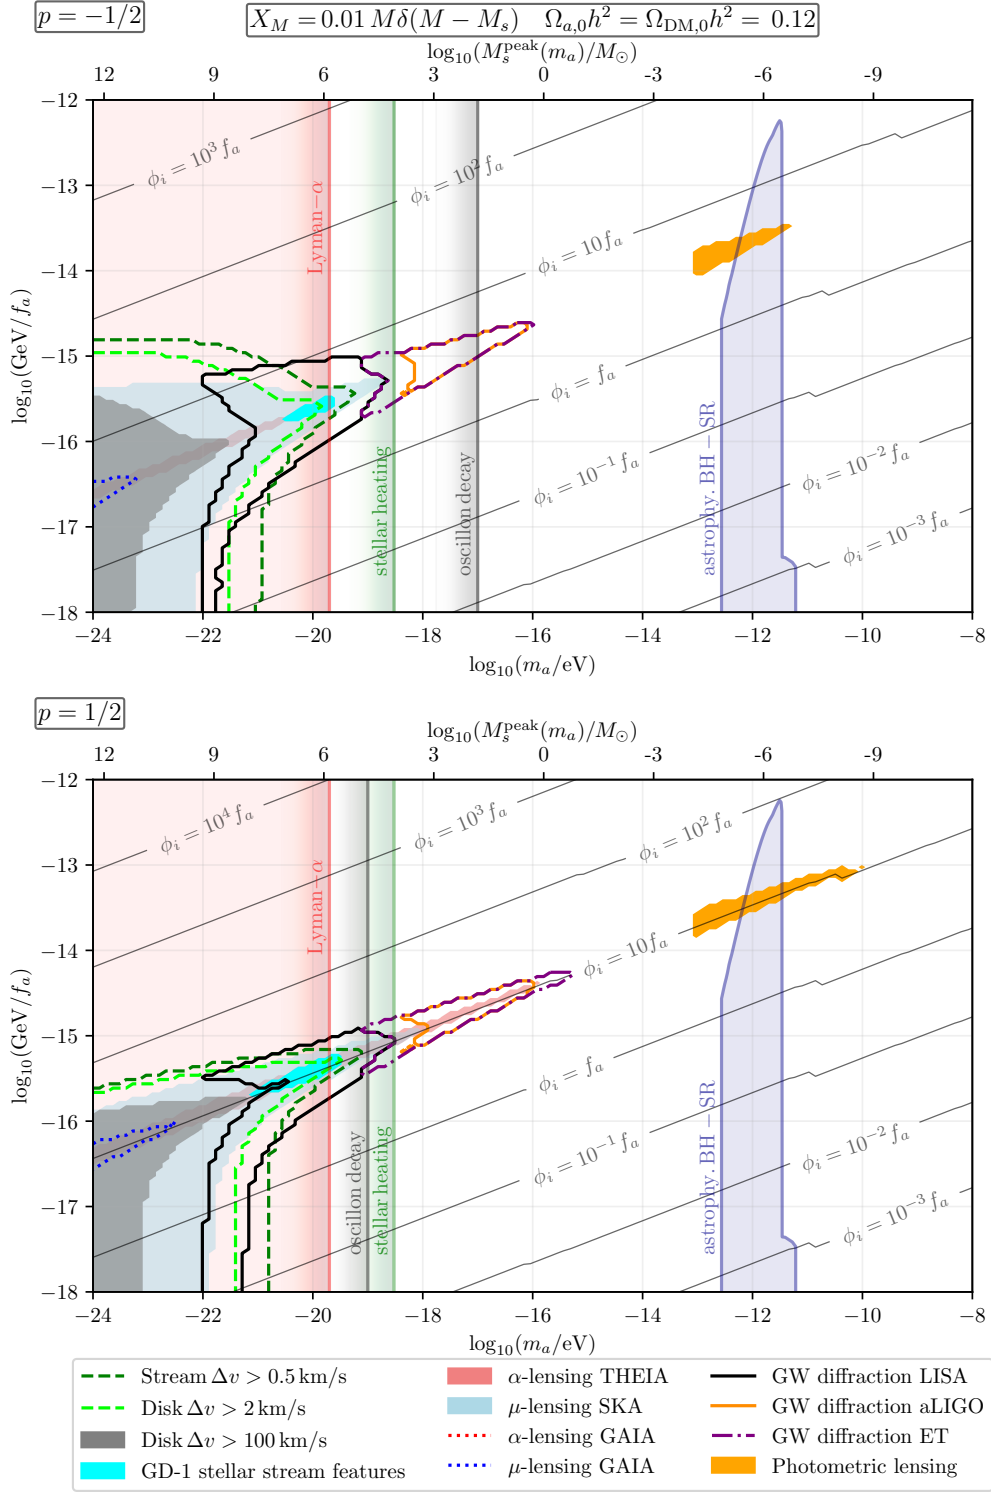 p = −1/2
X_M = 0.01 Mδ(M − M_s)   Ω_{a,0}h² = Ω_{DM,0}h² = 0.12
log₁₀(M_s^{peak}(m_a)/M_⊙)
12 9 6 3 0 -3 -6 -9
−12
−13
−14
−15
−16
−17
−18
log₁₀(GeV/f_a)
ϕ_i = 10³ f_a
ϕ_i = 10² f_a
ϕ_i = 10 f_a
ϕ_i = f_a
ϕ_i = 10⁻¹ f_a
ϕ_i = 10⁻² f_a
ϕ_i = 10⁻³ f_a
Lyman−α
stellar heating
oscillon decay
astrophy. BH − SR
−24 −22 −20 −18 −16 −14 −12 −10 −8
log₁₀(m_a/eV)
p = 1/2
log₁₀(M_s^{peak}(m_a)/M_⊙)
12 9 6 3 0 -3 -6 -9
−12
−13
−14
−15
−16
−17
−18
log₁₀(GeV/f_a)
ϕ_i = 10⁴ f_a
ϕ_i = 10³ f_a
ϕ_i = 10² f_a
ϕ_i = 10 f_a
ϕ_i = f_a
ϕ_i = 10⁻¹ f_a
ϕ_i = 10⁻² f_a
ϕ_i = 10⁻³ f_a
Lyman−α
oscillon decay
stellar heating
astrophy. BH − SR
−24 −22 −20 −18 −16 −14 −12 −10 −8
log₁₀(m_a/eV)
Stream Δv > 0.5 km/s
Disk Δv > 2 km/s
Disk Δv > 100 km/s
GD-1 stellar stream features
α-lensing THEIA
μ-lensing SKA
α-lensing GAIA
μ-lensing GAIA
GW diffraction LISA
GW diffraction aLIGO
GW diffraction ET
Photometric lensing